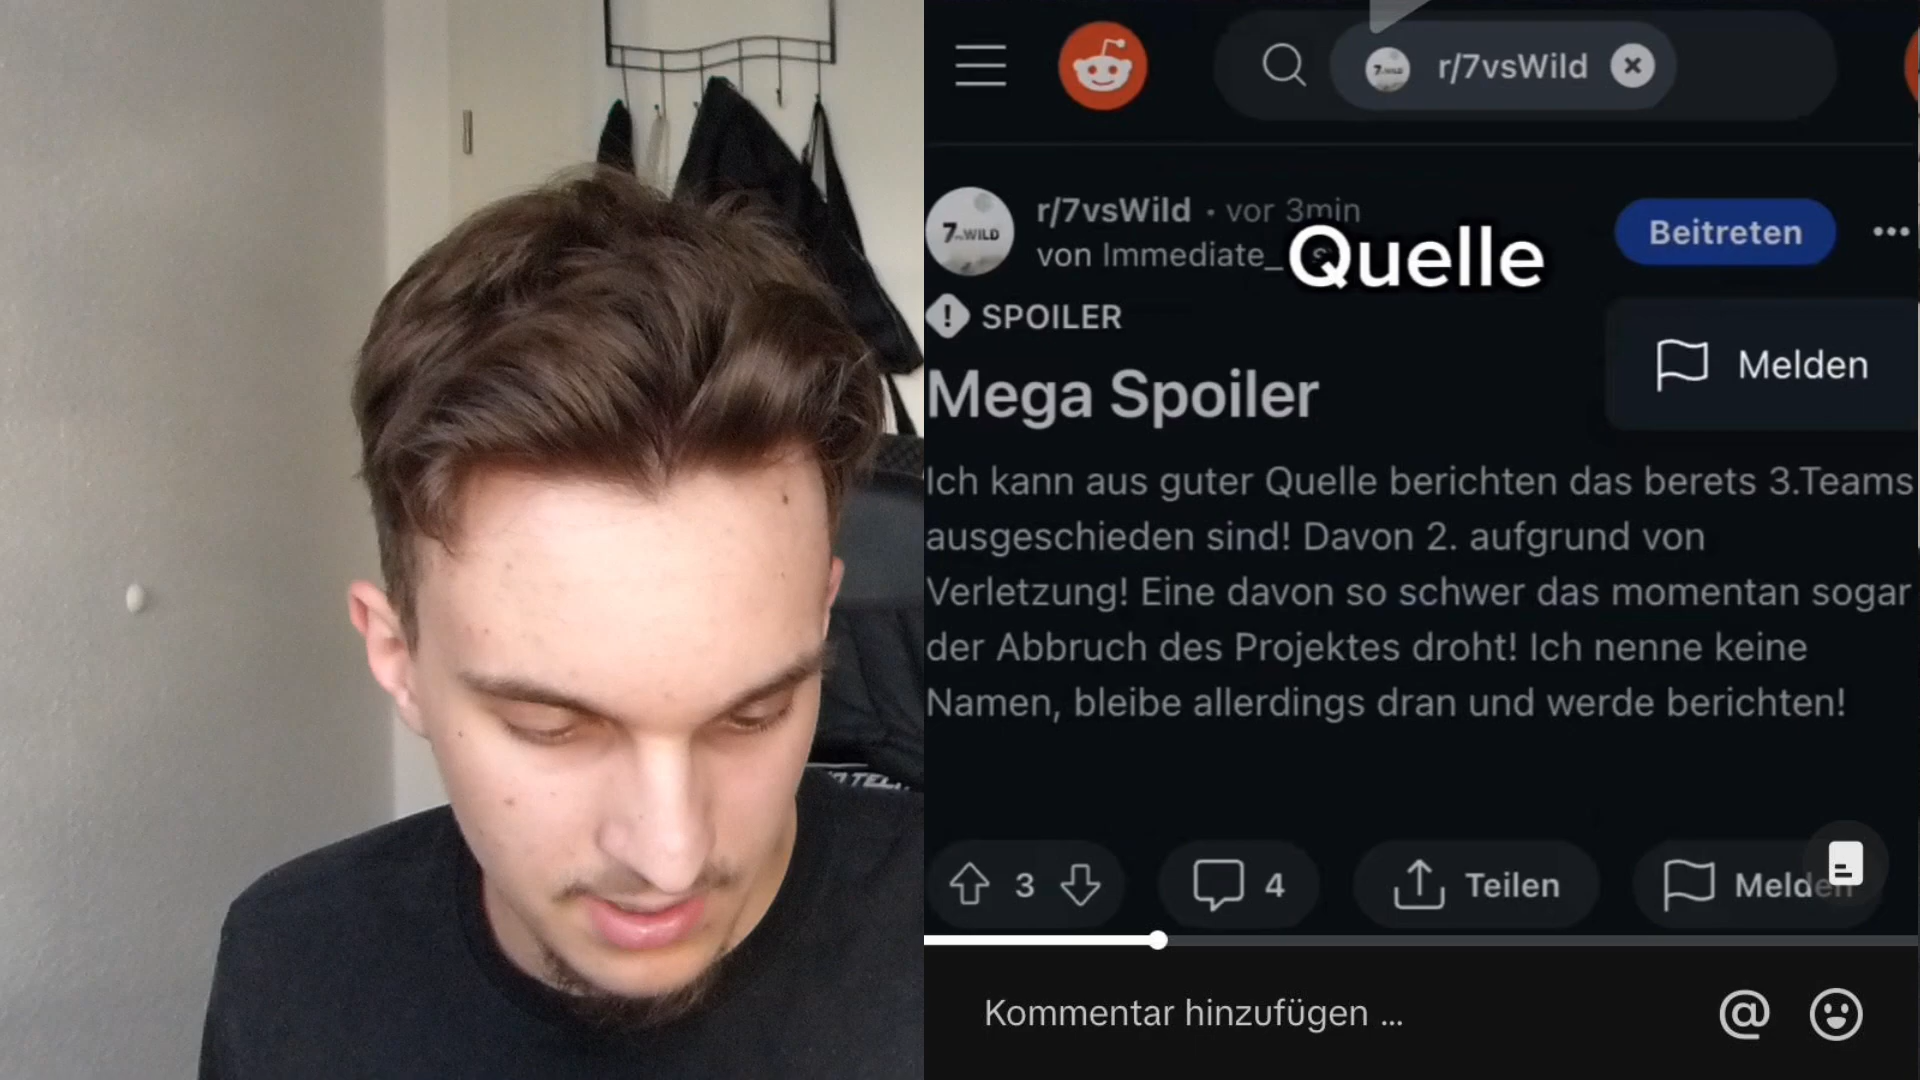 r/7vsWild
r/7vsWild • vor 3min
von Immediate_
Quelle
Beitreten
SPOILER
Melden
Mega Spoiler
Ich kann aus guter Quelle berichten das berets 3.Teams
ausgeschieden sind! Davon 2. aufgrund von
Verletzung! Eine davon so schwer das momentan sogar
der Abbruch des Projektes droht! Ich nenne keine
Namen, bleibe allerdings dran und werde berichten!
3
4
Teilen
Melden
Kommentar hinzufügen ...